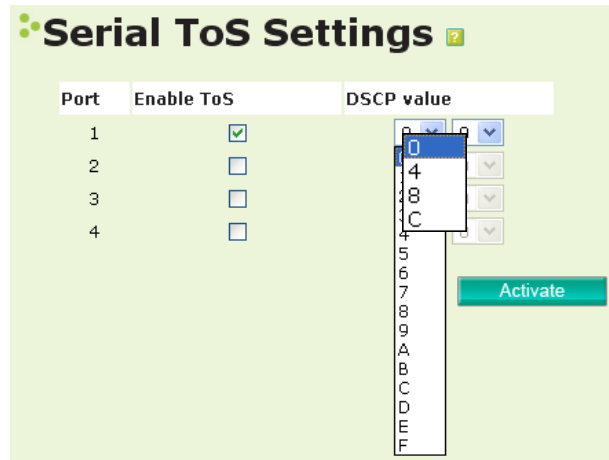 Serial ToS Settings ?
Port Enable ToS DSCP value
1 0
2
3
4
0
4
8
C
4
5
6
7
8
9
A
B
C
D
E
F
Activate